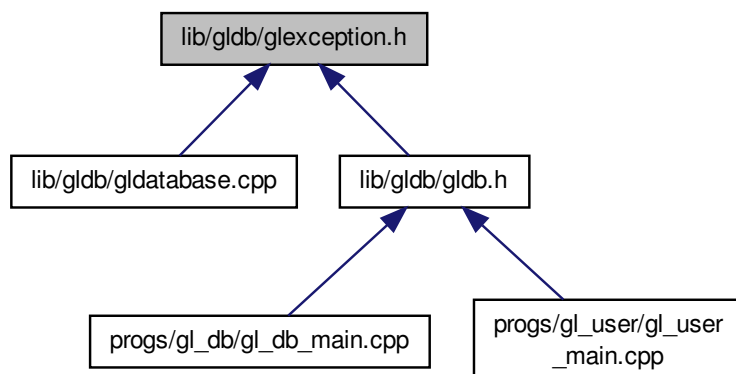 lib/gldb/glexception.h
lib/gldb/gldatabase.cpp
lib/gldb/gldb.h
progs/gl_db/gl_db_main.cpp
progs/gl_user/gl_user
_main.cpp